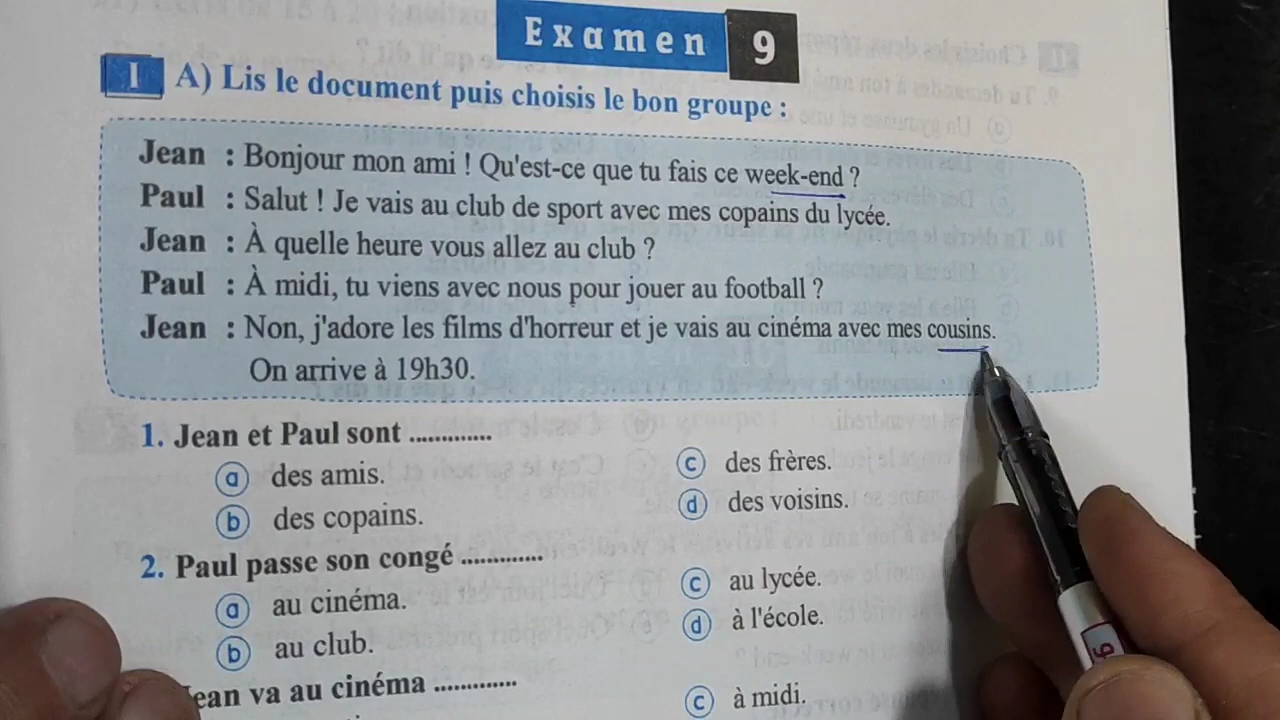 Examen 9
I A) Lis le document puis choisis le bon groupe :
Jean : Bonjour mon ami ! Qu'est-ce que tu fais ce week-end ?
Paul : Salut ! Je vais au club de sport avec mes copains du lycée.
Jean : À quelle heure vous allez au club ?
Paul : À midi, tu viens avec nous pour jouer au football ?
Jean : Non, j'adore les films d'horreur et je vais au cinéma avec mes cousins.
On arrive à 19h30.
1. Jean et Paul sont .............
a des amis.
b des copains.
c des frères.
d des voisins.
2. Paul passe son congé .............
a au cinéma.
b au club.
c au lycée.
d à l'école.
Jean va au cinéma .............
c à midi.